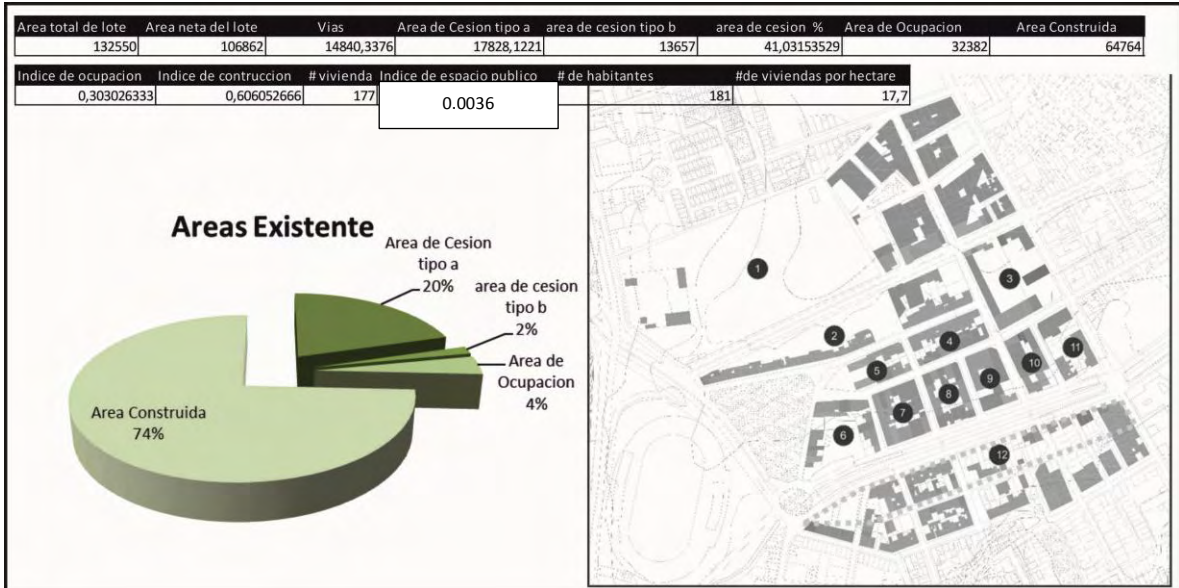 Area total de lote Area neta del lote Vias Area de Cesion tipo a area de cesion tipo b area de cesion % Area de Ocupacion Area Construida
132550 106862 14840,3376 17828,1221 13657 41,03153529 32382 64764
Indice de ocupacion Indice de contruccion # vivienda Indice de espacio publico # de habitantes #de viviendas por hectare
0,303026333 0,606052666 177 0.0036 181 17,7
Areas Existente
Area de Cesion
tipo a
20%
area de cesion
tipo b
2%
Area de
Ocupacion
4%
Area Construida
74%
1
2
3
4
5
6
7
8
9
10
11
12